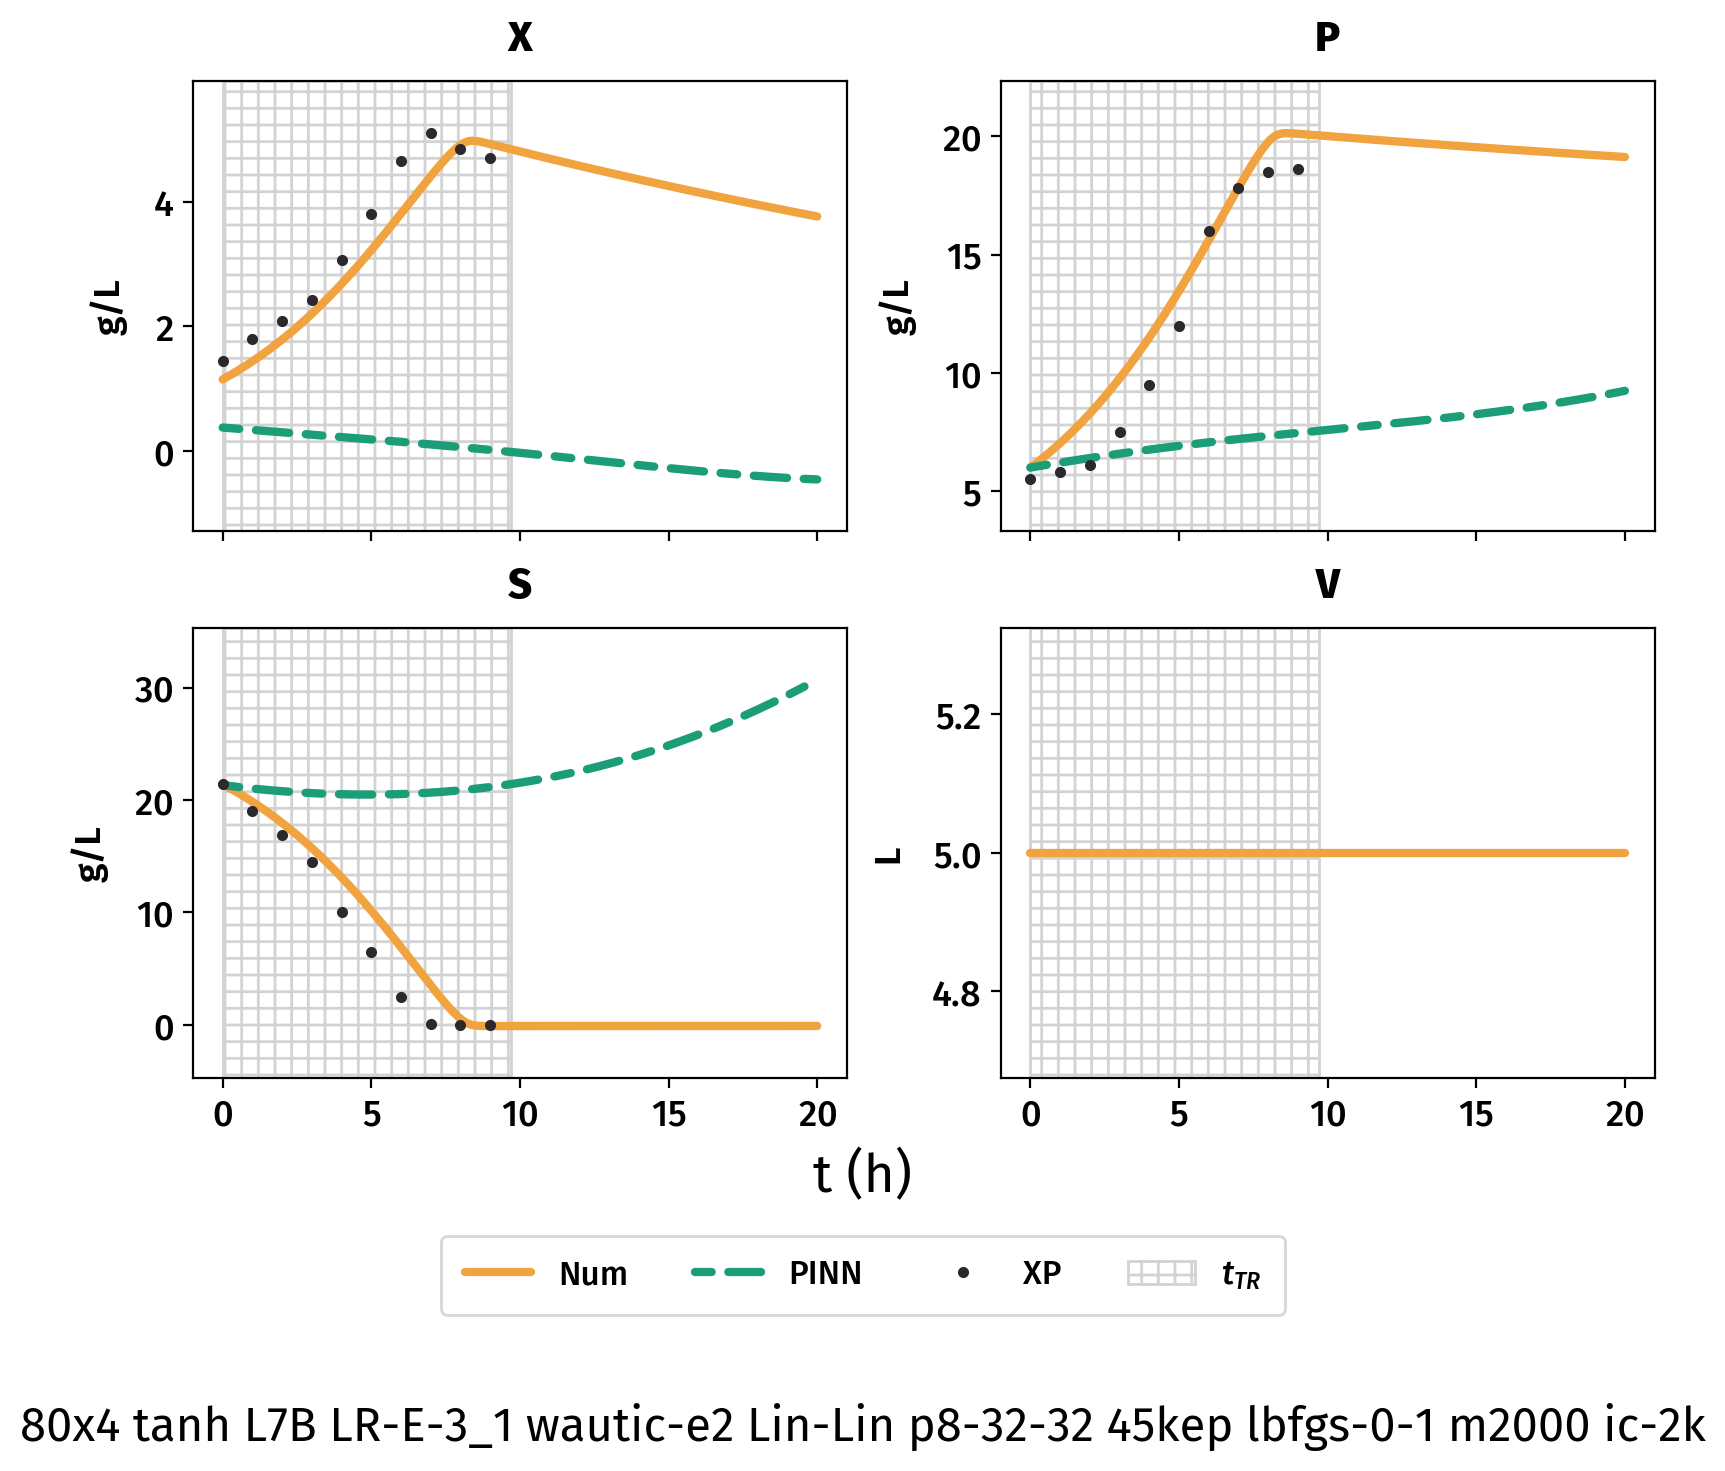 X
P
g/L
4
2
0
g/L
20
15
10
5
S
V
g/L
30
20
10
0
L
5.2
5.0
4.8
0 5 10 15 20
0 5 10 15 20
t (h)
Num PINN XP tTR
80x4 tanh L7B LR-E-3_1 wautic-e2 Lin-Lin p8-32-32 45kep lbfgs-0-1 m2000 ic-2k